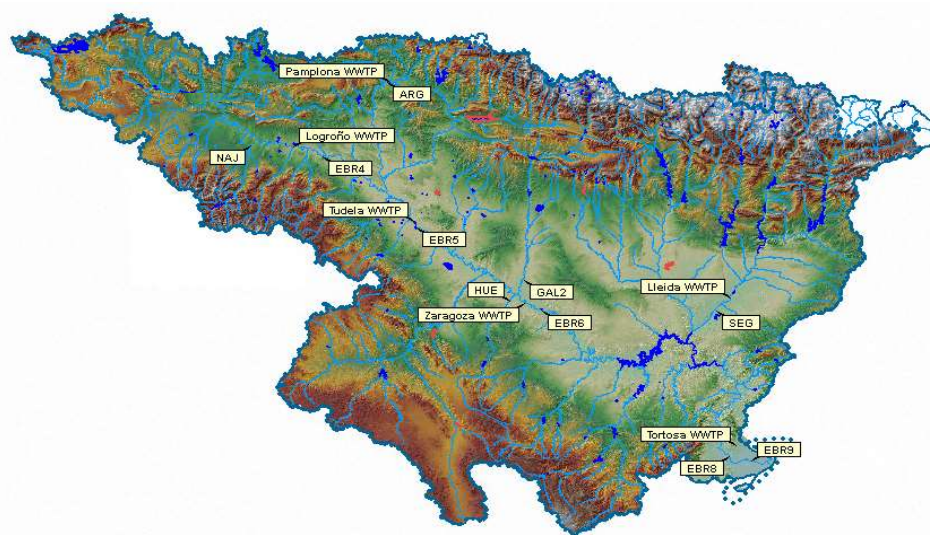 Pamplona WWTP
ARG
Logroño WWTP
NAJ
EBR4
Tudela WWTP
EBR5
HUE
GAL2
Lleida WWTP
Zaragoza WWTP
EBR6
SEG
Tortosa WWTP
EBR9
EBR8